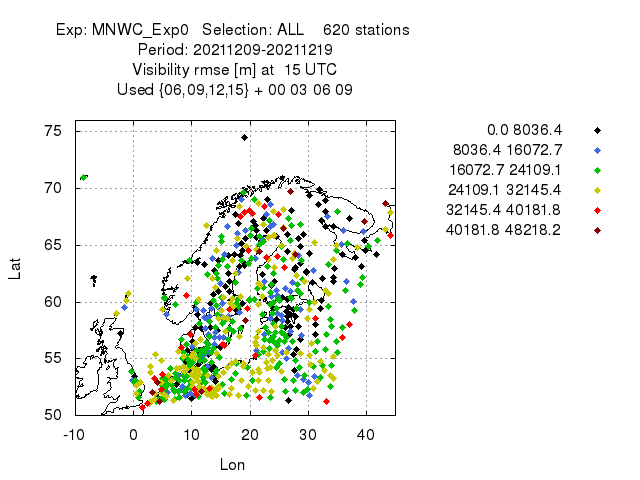 Exp: MNWC_Exp0 Selection: ALL 620 stations
Period: 20211209-20211219
Visibility rmse [m] at 15 UTC
Used {06,09,12,15} + 00 03 06 09
0.0 8036.4
8036.4 16072.7
16072.7 24109.1
24109.1 32145.4
32145.4 40181.8
40181.8 48218.2
75
70
65
60
55
50
Lat
-10 0 10 20 30 40
Lon